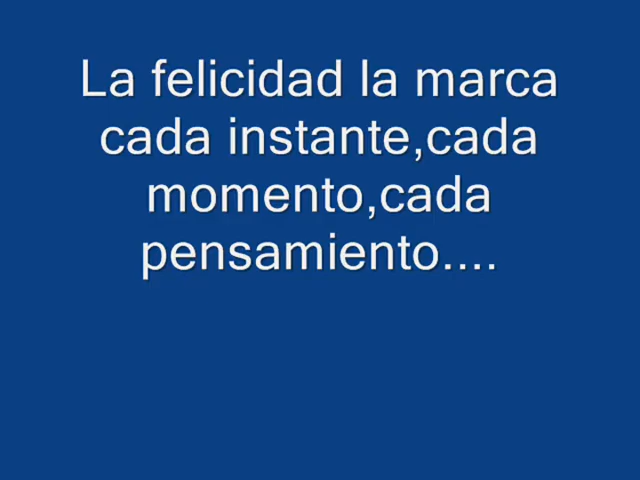 La felicidad la marca
cada instante,cada
momento,cada
pensamiento....